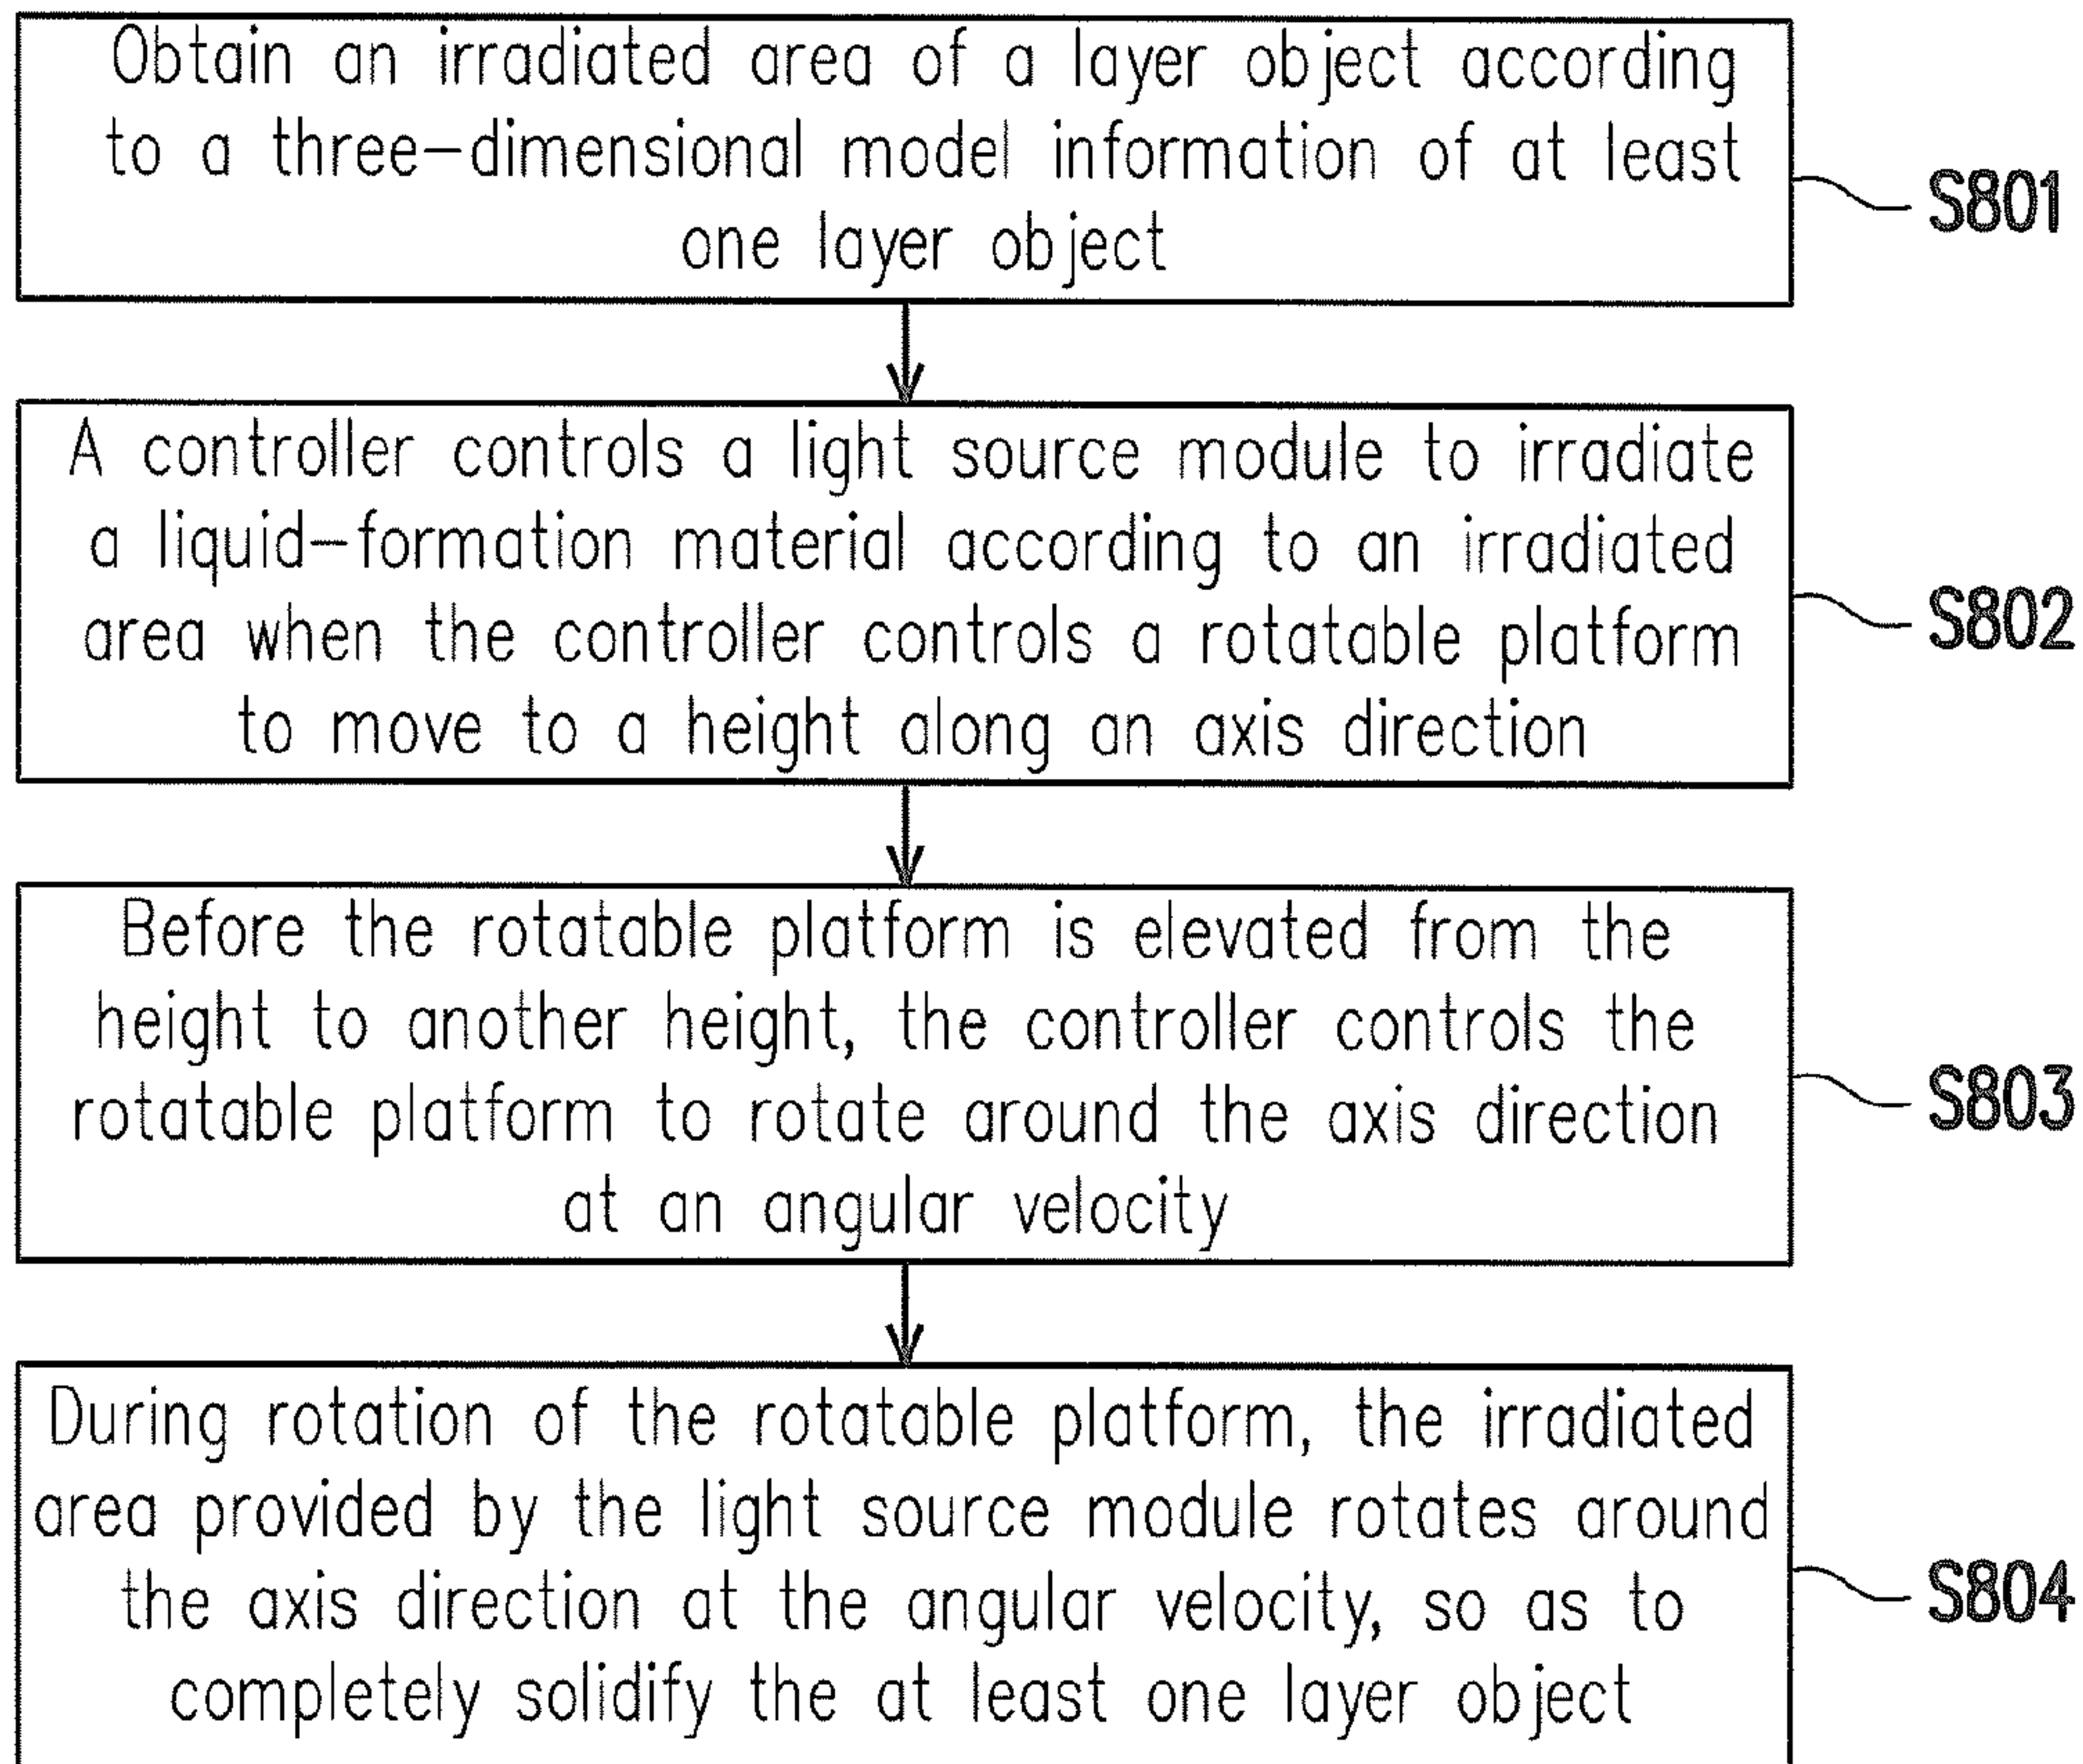 Obtain an irradiated area of a layer object according
to a three-dimensional model information of at least
one layer object
S801
A controller controls a light source module to irradiate
a liquid-formation material according to an irradiated
area when the controller controls a rotatable platform
to move to a height along an axis direction
S802
Before the rotatable platform is elevated from the
height to another height, the controller controls the
rotatable platform to rotate around the axis direction
at an angular velocity
S803
During rotation of the rotatable platform, the irradiated
area provided by the light source module rotates around
the axis direction at the angular velocity, so as to
completely solidify the at least one layer object
S804